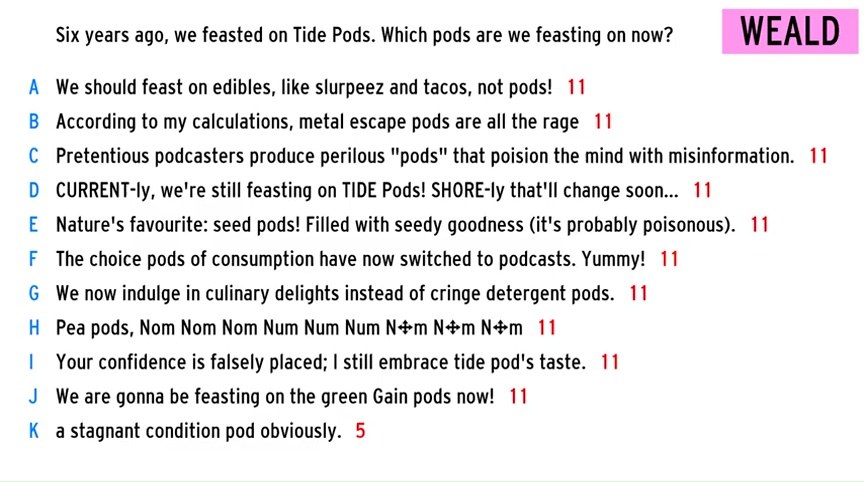 Six years ago, we feasted on Tide Pods. Which pods are we feasting on now?
WEALD
A We should feast on edibles, like slurpeez and tacos, not pods! 11
B According to my calculations, metal escape pods are all the rage 11
C Pretentious podcasters produce perilous "pods" that poision the mind with misinformation. 11
D CURRENT-ly, we're still feasting on TIDE Pods! SHORE-ly that'll change soon... 11
E Nature's favourite: seed pods! Filled with seedy goodness (it's probably poisonous). 11
F The choice pods of consumption have now switched to podcasts. Yummy! 11
G We now indulge in culinary delights instead of cringe detergent pods. 11
H Pea pods, Nom Nom Nom Num Num Num N✢m N✢m N✢m 11
I Your confidence is falsely placed; I still embrace tide pod's taste. 11
J We are gonna be feasting on the green Gain pods now! 11
K a stagnant condition pod obviously. 5